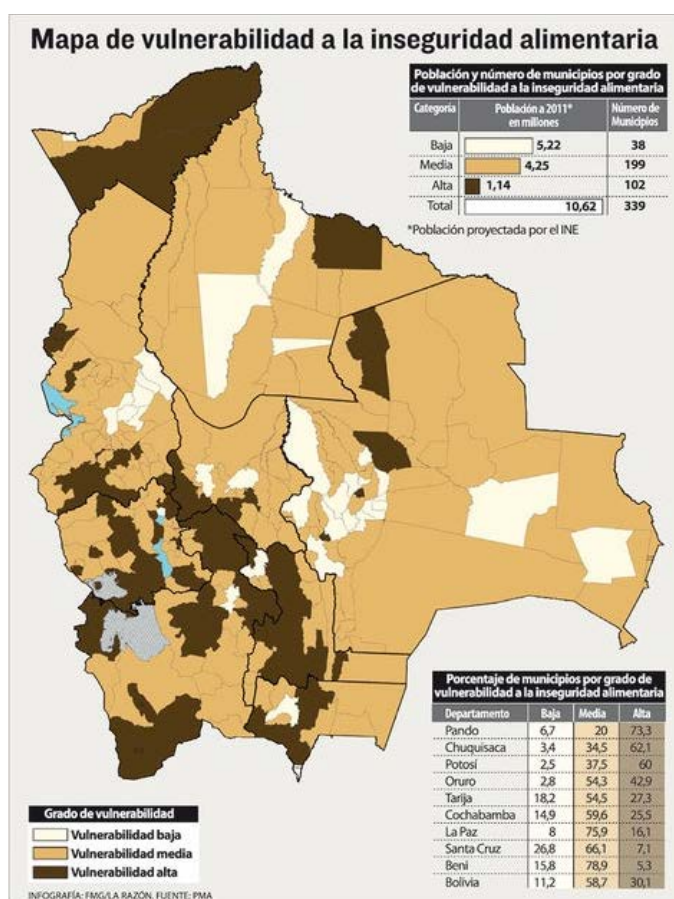 Mapa de vulnerabilidad a la inseguridad alimentaria
Población y número de municipios por grado
de vulnerabilidad a la inseguridad alimentaria
Categoría Población a 2011* Número de
en millones Municipios
Baja 5,22 38
Media 4,25 199
Alta 1,14 102
Total 10,62 339
*Población proyectada por el INE
Porcentaje de municipios por grado de
vulnerabilidad a la inseguridad alimentaria
Departamento Baja Media Alta
Pando 6,7 20 73,3
Chuquisaca 3,4 34,5 62,1
Potosí 2,5 37,5 60
Oruro 2,8 54,3 42,9
Tarija 18,2 54,5 27,3
Cochabamba 14,9 59,6 25,5
La Paz 8 75,9 16,1
Santa Cruz 26,8 66,1 7,1
Beni 15,8 78,9 5,3
Bolivia 11,2 58,7 30,1
Grado de vulnerabilidad
Vulnerabilidad baja
Vulnerabilidad media
Vulnerabilidad alta
INFOGRAFÍA: FMG/LA RAZÓN. FUENTE: PMA